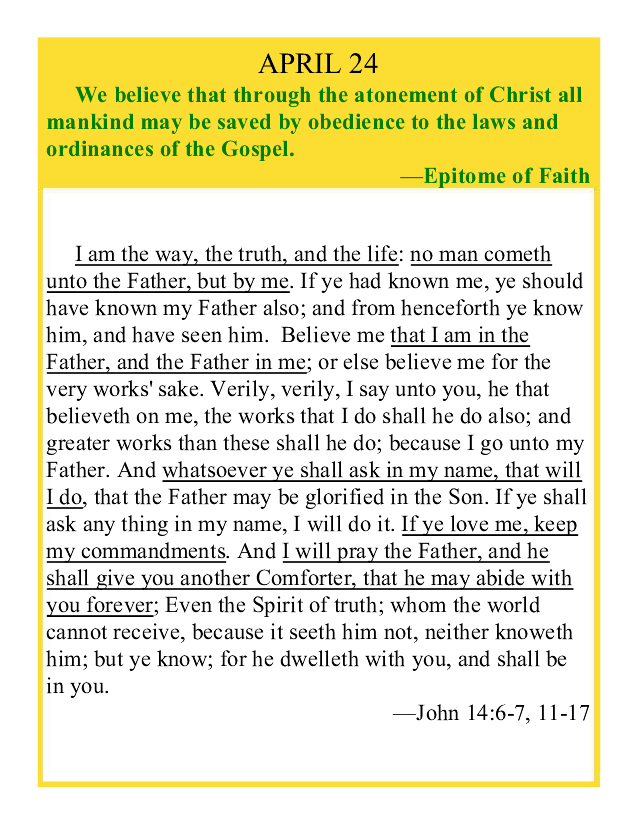 APRIL 24
We believe that through the atonement of Christ all
mankind may be saved by obedience to the laws and
ordinances of the Gospel.
—Epitome of Faith
I am the way, the truth, and the life: no man cometh
unto the Father, but by me. If ye had known me, ye should
have known my Father also; and from henceforth ye know
him, and have seen him.  Believe me that I am in the
Father, and the Father in me; or else believe me for the
very works' sake. Verily, verily, I say unto you, he that
believeth on me, the works that I do shall he do also; and
greater works than these shall he do; because I go unto my
Father. And whatsoever ye shall ask in my name, that will
I do, that the Father may be glorified in the Son. If ye shall
ask any thing in my name, I will do it. If ye love me, keep
my commandments. And I will pray the Father, and he
shall give you another Comforter, that he may abide with
you forever; Even the Spirit of truth; whom the world
cannot receive, because it seeth him not, neither knoweth
him; but ye know; for he dwelleth with you, and shall be
in you.
—John 14:6-7, 11-17